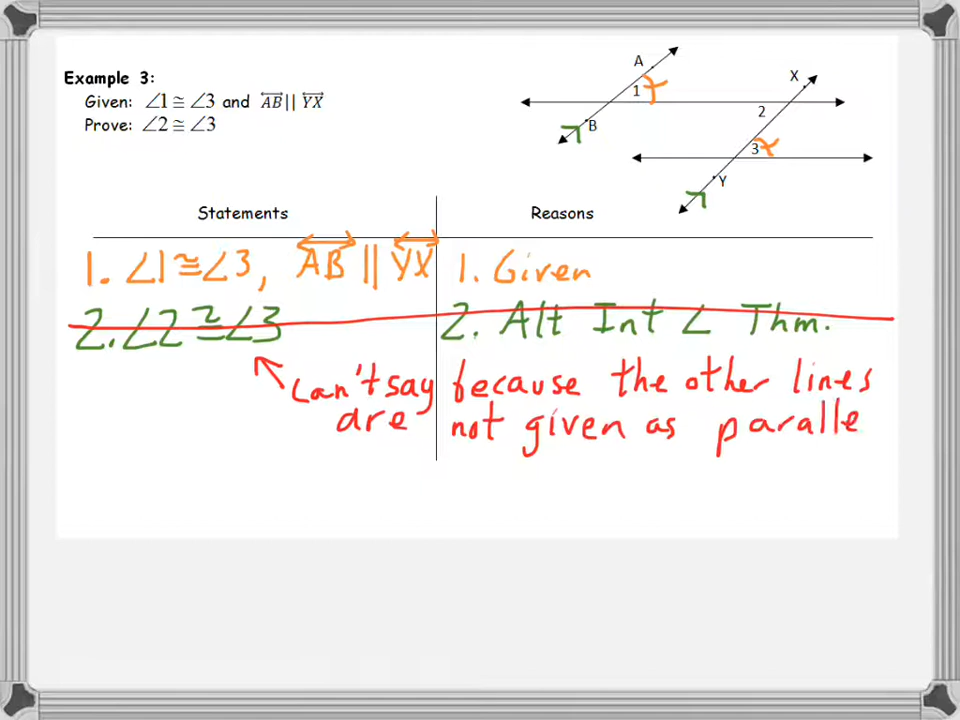 Example 3:
Given: ∠1 ≅ ∠3 and AB || YX
Prove: ∠2 ≅ ∠3
A
1
B
X
2
3
Y
Statements
Reasons
1. ∠1≅∠3, AB || YX
1. Given
2. ∠2≅∠3
2. Alt Int ∠ Thm.
can't say because the other lines
are not given as paralle